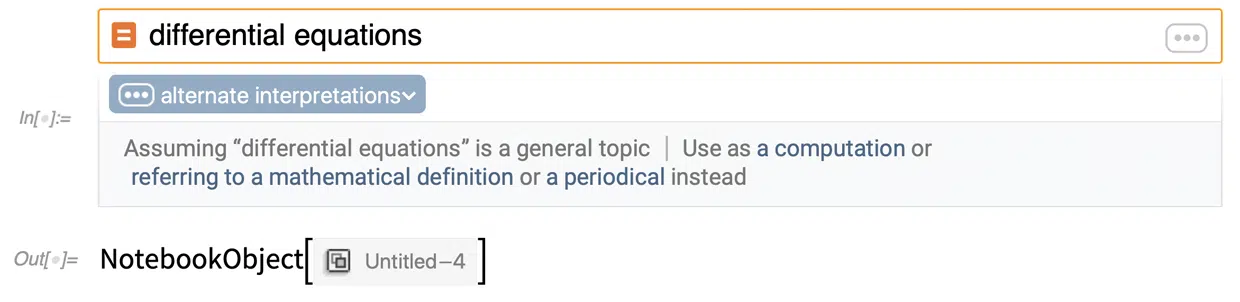 differential equations
alternate interpretations
In[•]:=
Assuming “differential equations” is a general topic | Use as a computation or
referring to a mathematical definition or a periodical instead
Out[•]= NotebookObject[ Untitled–4 ]